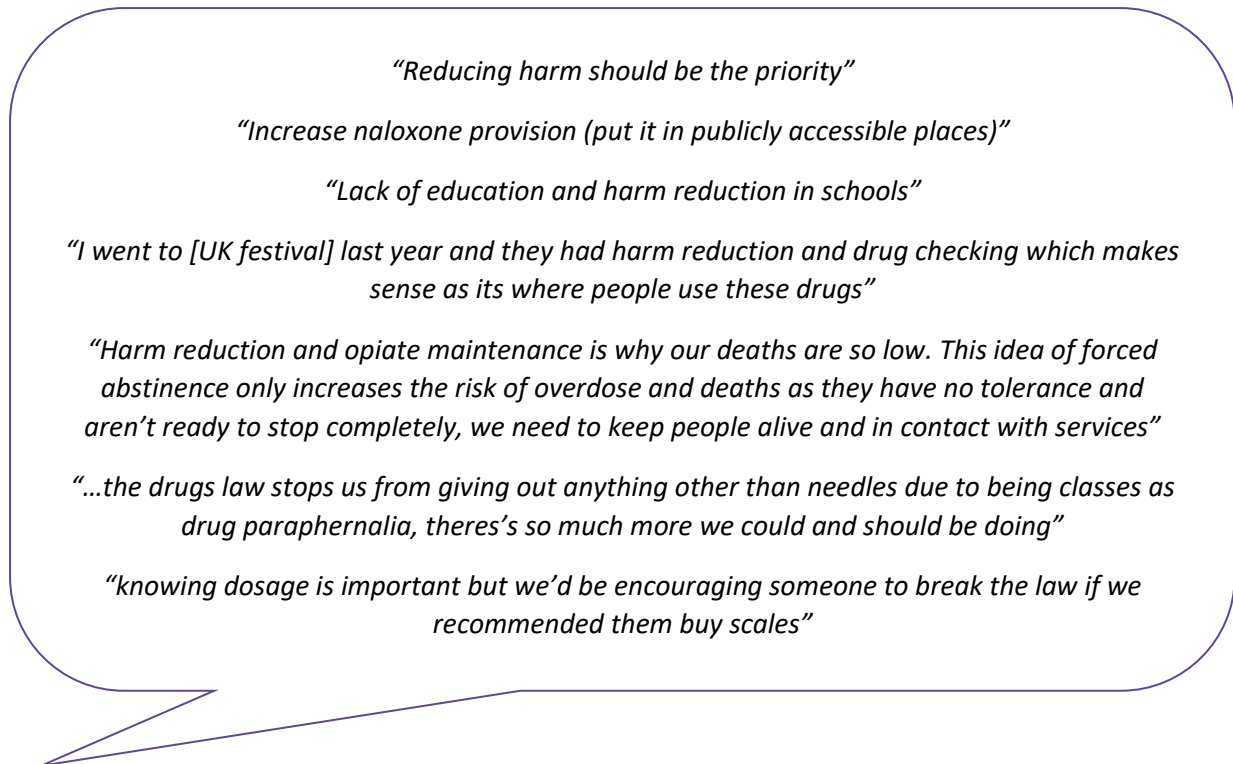 “Reducing harm should be the priority”
“Increase naloxone provision (put it in publicly accessible places)”
“Lack of education and harm reduction in schools”
“I went to [UK festival] last year and they had harm reduction and drug checking which makes
sense as its where people use these drugs”
“Harm reduction and opiate maintenance is why our deaths are so low. This idea of forced
abstinence only increases the risk of overdose and deaths as they have no tolerance and
aren’t ready to stop completely, we need to keep people alive and in contact with services”
“…the drugs law stops us from giving out anything other than needles due to being classes as
drug paraphernalia, theres’s so much more we could and should be doing”
“knowing dosage is important but we’d be encouraging someone to break the law if we
recommended them buy scales”